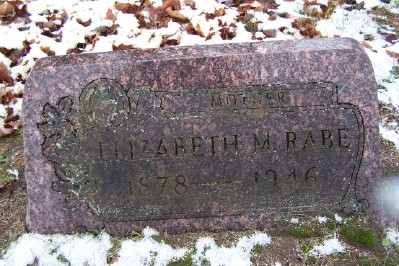 MOTHER
ELIZABETH M. RABE
1878 — 1946